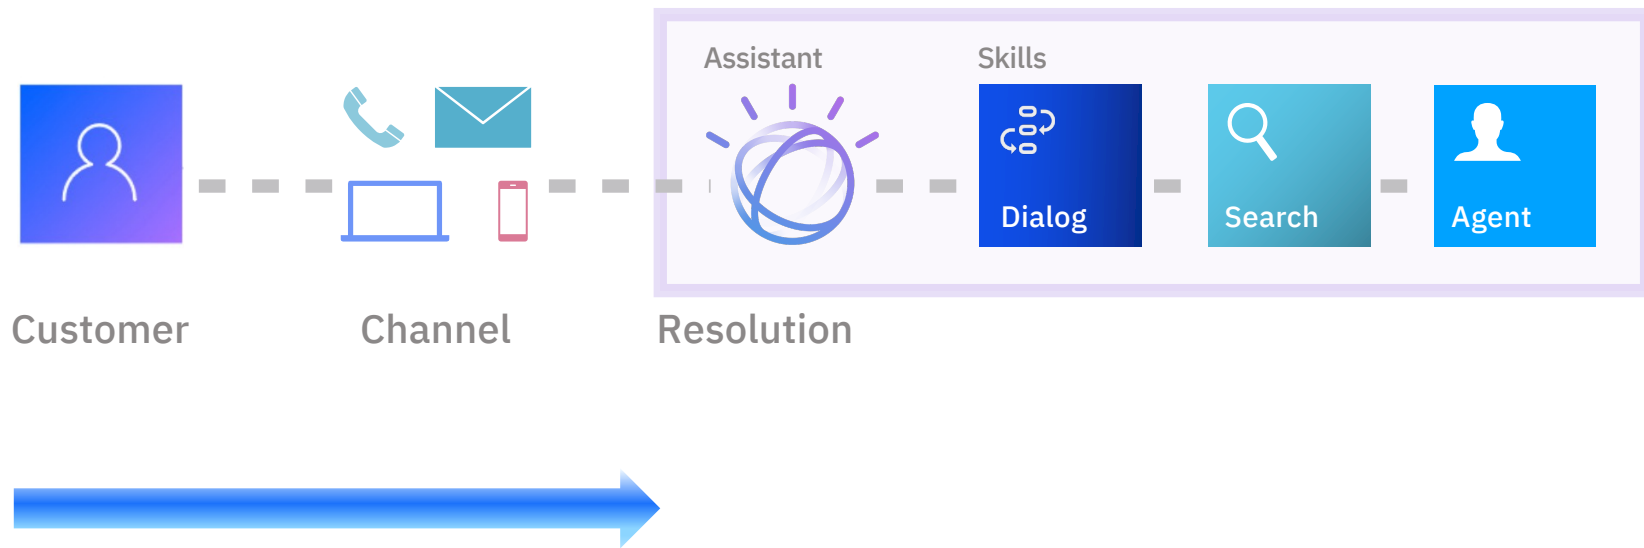 Assistant
Skills
Dialog
Search
Agent
Customer
Channel
Resolution